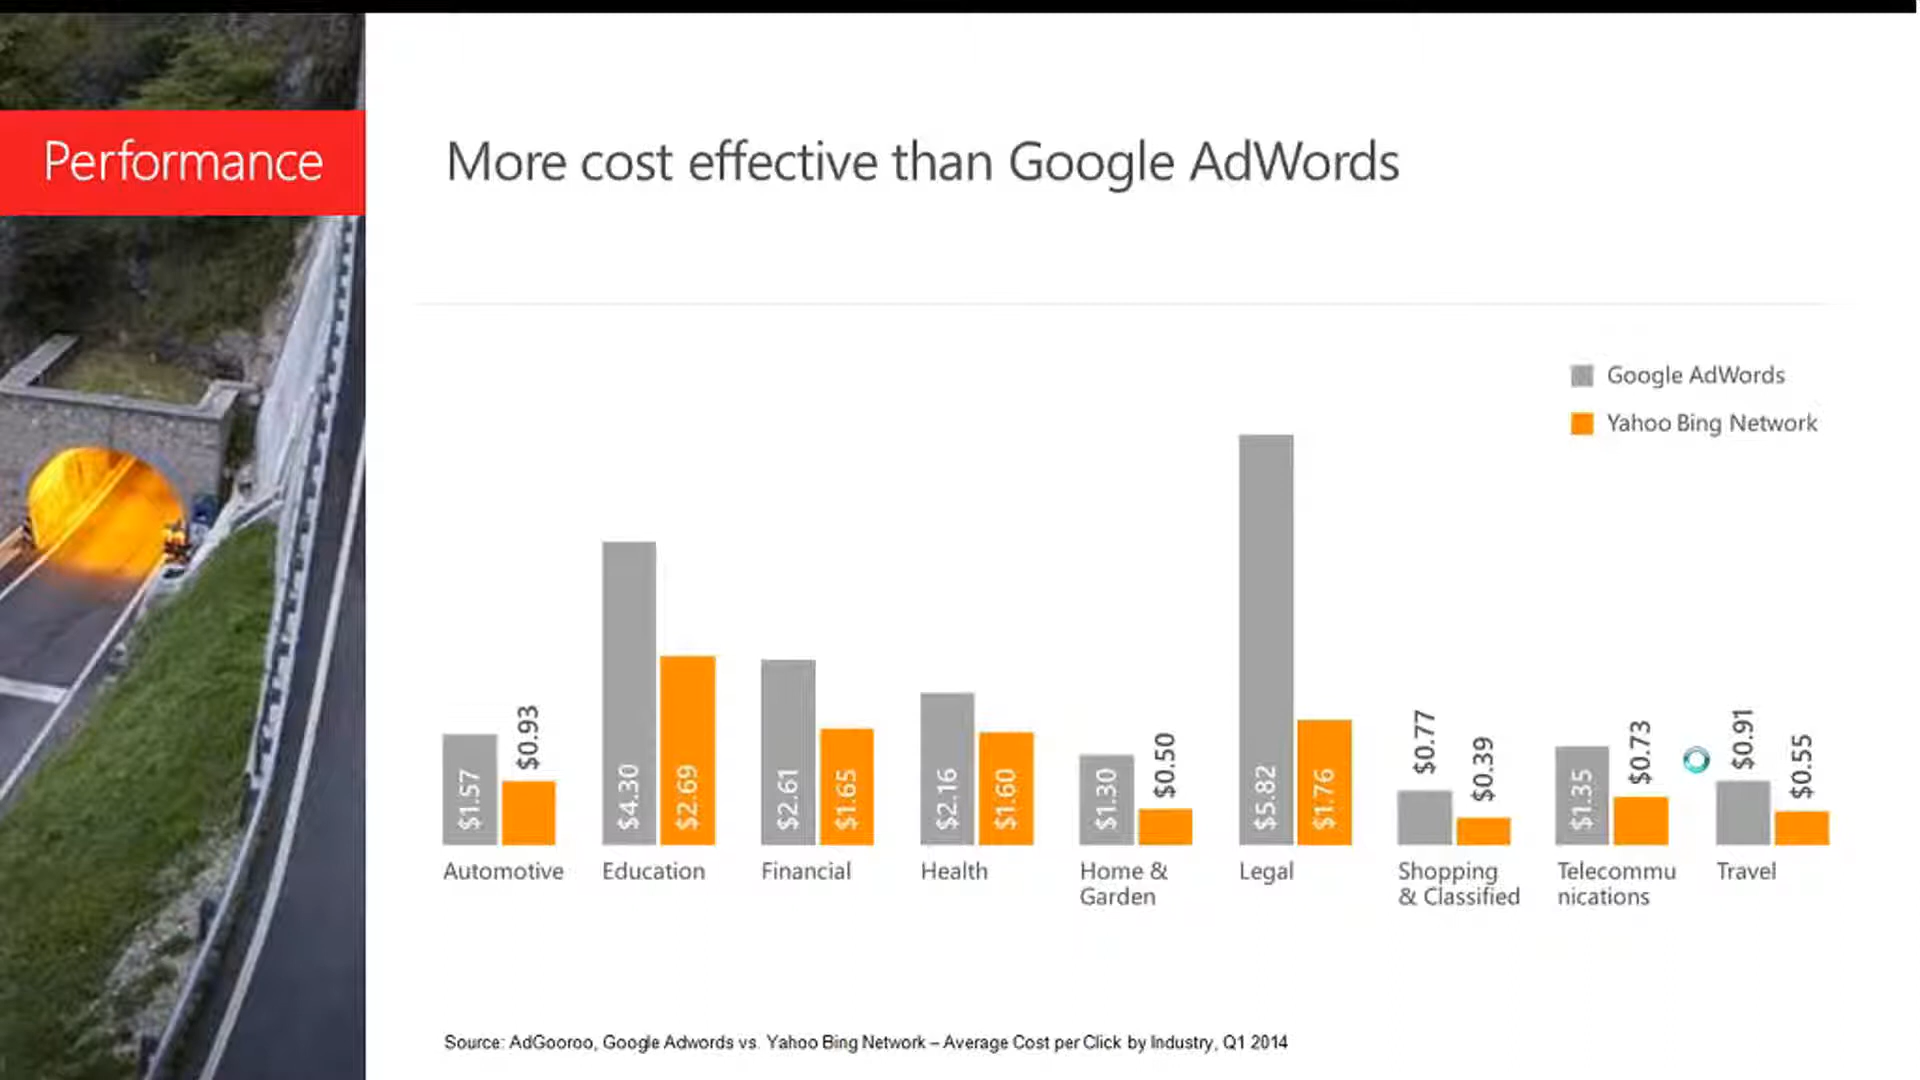 Performance
More cost effective than Google AdWords
Google AdWords
Yahoo Bing Network
$1.57
$0.93
$4.30
$2.69
$2.61
$1.65
$2.16
$1.60
$1.30
$0.50
$5.82
$1.76
$0.77
$0.39
$1.35
$0.73
$0.91
$0.55
Automotive
Education
Financial
Health
Home &
Garden
Legal
Shopping
& Classified
Telecommu
nications
Travel
Source: AdGooroo, Google Adwords vs. Yahoo Bing Network – Average Cost per Click by Industry, Q1 2014